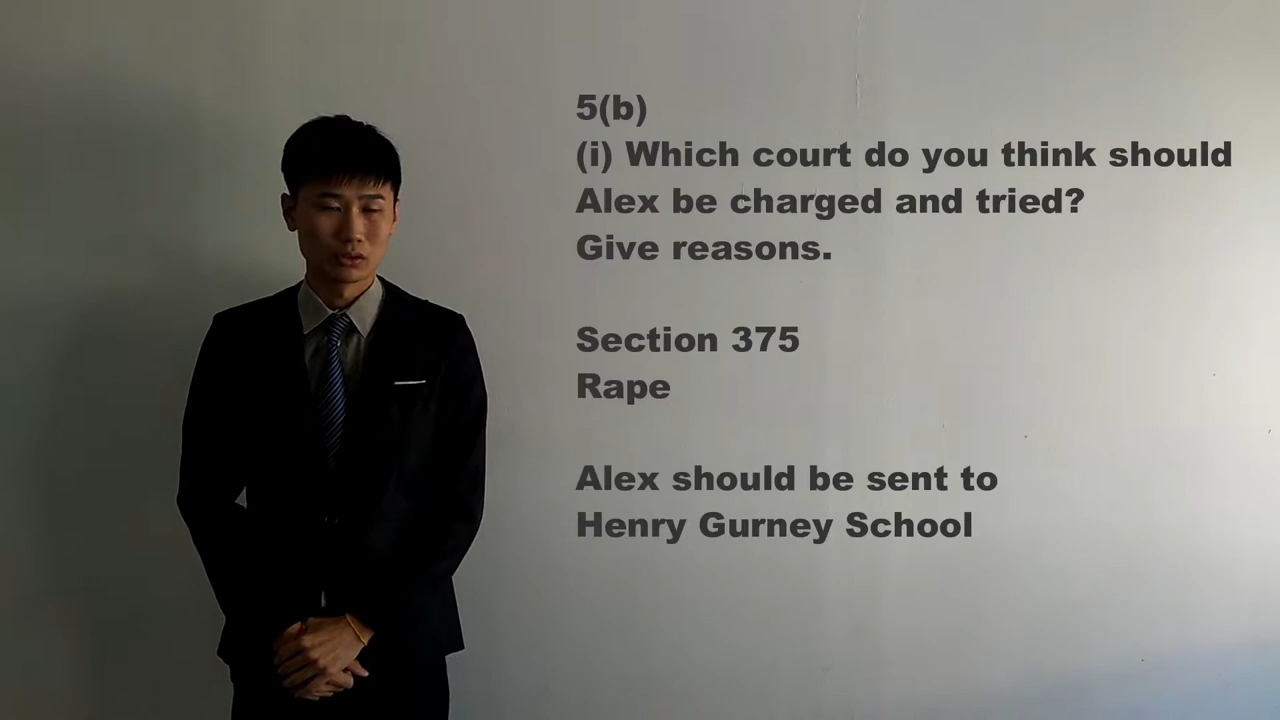 5(b)
(i) Which court do you think should
Alex be charged and tried?
Give reasons.
Section 375
Rape
Alex should be sent to
Henry Gurney School